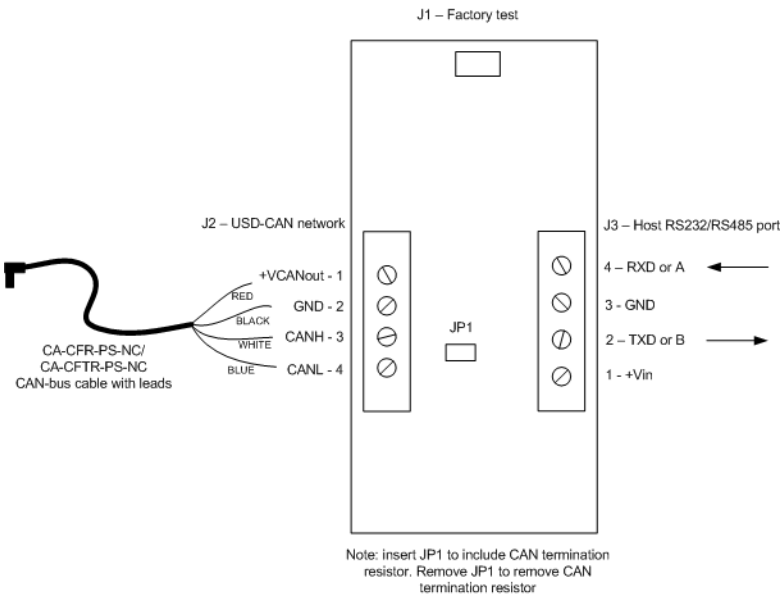 J1 – Factory test
J2 – USD-CAN network
J3 – Host RS232/RS485 port
+VCANout - 1
RED
GND - 2
BLACK
CANH - 3
WHITE
CANL - 4
BLUE
CA-CFR-PS-NC/
CA-CFTR-PS-NC
CAN-bus cable with leads
JP1
4 – RXD or A
3 - GND
2 – TXD or B
1 - +Vin
Note: insert JP1 to include CAN termination
resistor. Remove JP1 to remove CAN
termination resistor